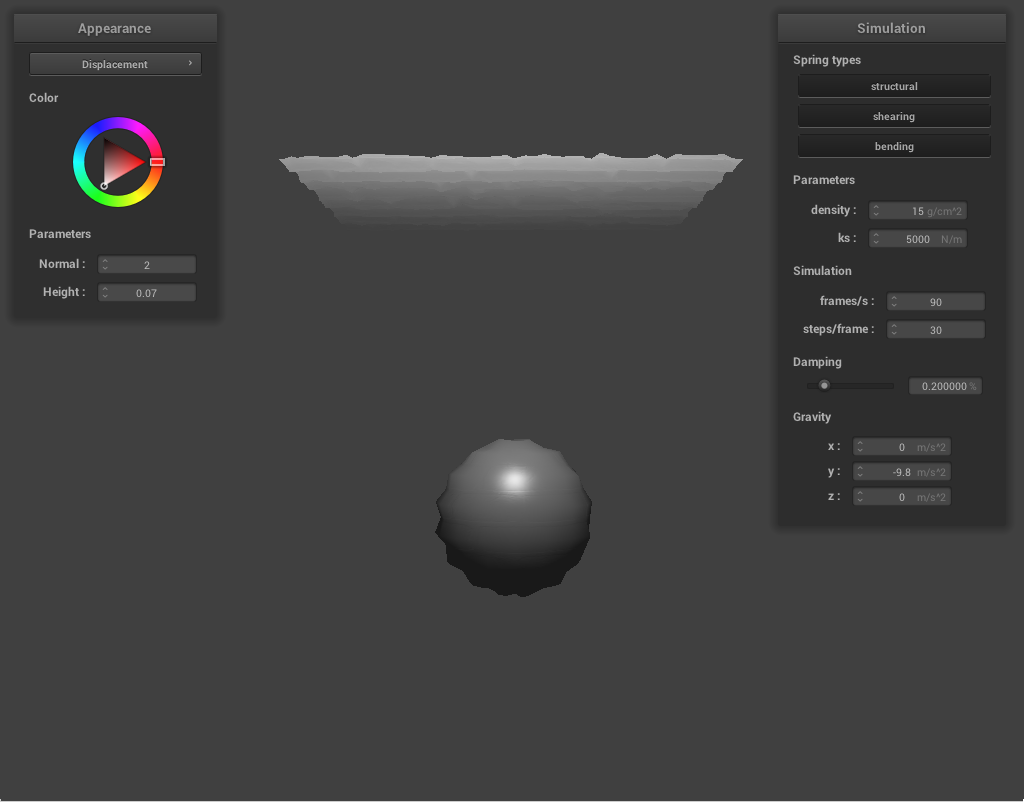 Appearance
Displacement ›
Color
Parameters
Normal : 2
Height : 0.07
Simulation
Spring types
structural
shearing
bending
Parameters
density : 15 g/cm^2
ks : 5000 N/m
Simulation
frames/s : 90
steps/frame : 30
Damping
0.200000 %
Gravity
x : 0 m/s^2
y : -9.8 m/s^2
z : 0 m/s^2